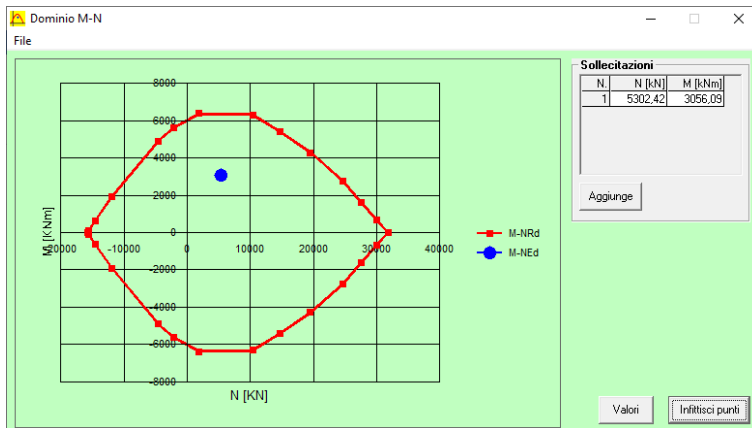 Dominio M-N
File
8000
6000
4000
2000
0
-20000 -10000 0 10000 20000 30000 40000
-2000
-4000
-6000
-8000
M [KNm]
N [KN]
M-NRd
M-NEd
Sollecitazioni
N. N [kN] M [kNm]
1 5302,42 3056,09
Aggiunge
Valori Infittisci punti